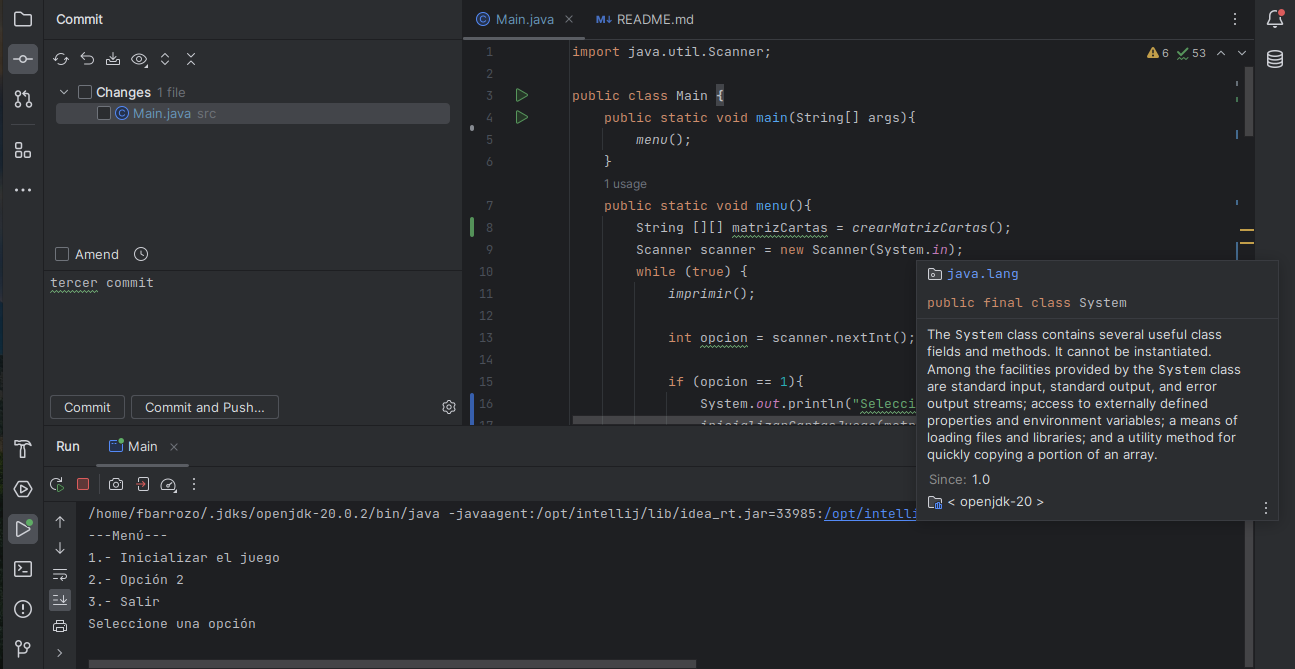 Commit
Changes 1 file
Main.java src
Amend
tercer commit
Commit
Commit and Push...
Main.java
README.md
6 53
1 import java.util.Scanner;
2
3 public class Main {
4 public static void main(String[] args){
5 menu();
6 }
1 usage
7 public static void menu(){
8 String [][] matrizCartas = crearMatrizCartas();
9 Scanner scanner = new Scanner(System.in);
10 while (true) {
11 imprimir();
12
13 int opcion = scanner.nextInt();
14
15 if (opcion == 1){
16 System.out.println("Selecci
17
java.lang
public final class System
The System class contains several useful class
fields and methods. It cannot be instantiated.
Among the facilities provided by the System class
are standard input, standard output, and error
output streams; access to externally defined
properties and environment variables; a means of
loading files and libraries; and a utility method for
quickly copying a portion of an array.
Since: 1.0
< openjdk-20 >
Run
Main
/home/fbarrozo/.jdks/openjdk-20.0.2/bin/java -javaagent:/opt/intellij/lib/idea_rt.jar=33985:/opt/intelli
---Menú---
1.- Inicializar el juego
2.- Opción 2
3.- Salir
Seleccione una opción